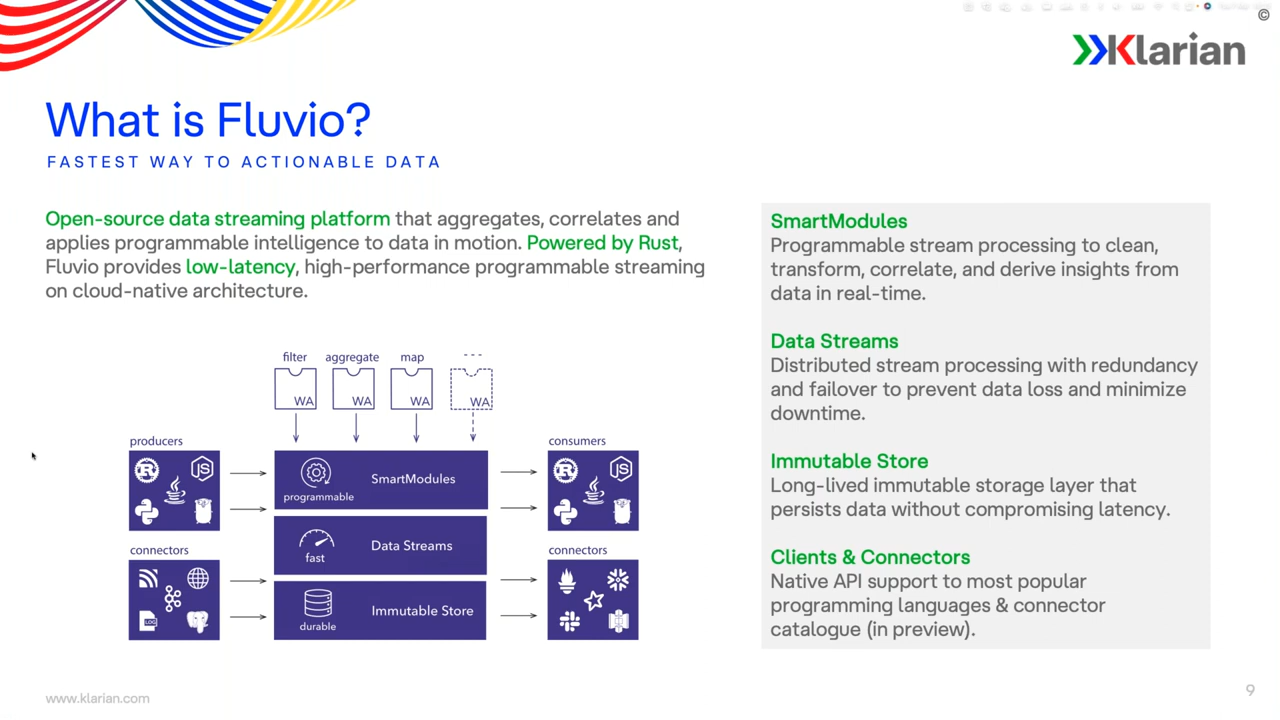 ©
Klarian
What is Fluvio?
FASTEST WAY TO ACTIONABLE DATA
Open-source data streaming platform that aggregates, correlates and
applies programmable intelligence to data in motion. Powered by Rust,
Fluvio provides low-latency, high-performance programmable streaming
on cloud-native architecture.
filter
aggregate
map
---
WA
WA
WA
WA
producers
JS
programmable
SmartModules
consumers
JS
fast
Data Streams
connectors
LOG
durable
Immutable Store
connectors
SmartModules
Programmable stream processing to clean,
transform, correlate, and derive insights from
data in real-time.
Data Streams
Distributed stream processing with redundancy
and failover to prevent data loss and minimize
downtime.
Immutable Store
Long-lived immutable storage layer that
persists data without compromising latency.
Clients & Connectors
Native API support to most popular
programming languages & connector
catalogue (in preview).
www.klarian.com
9